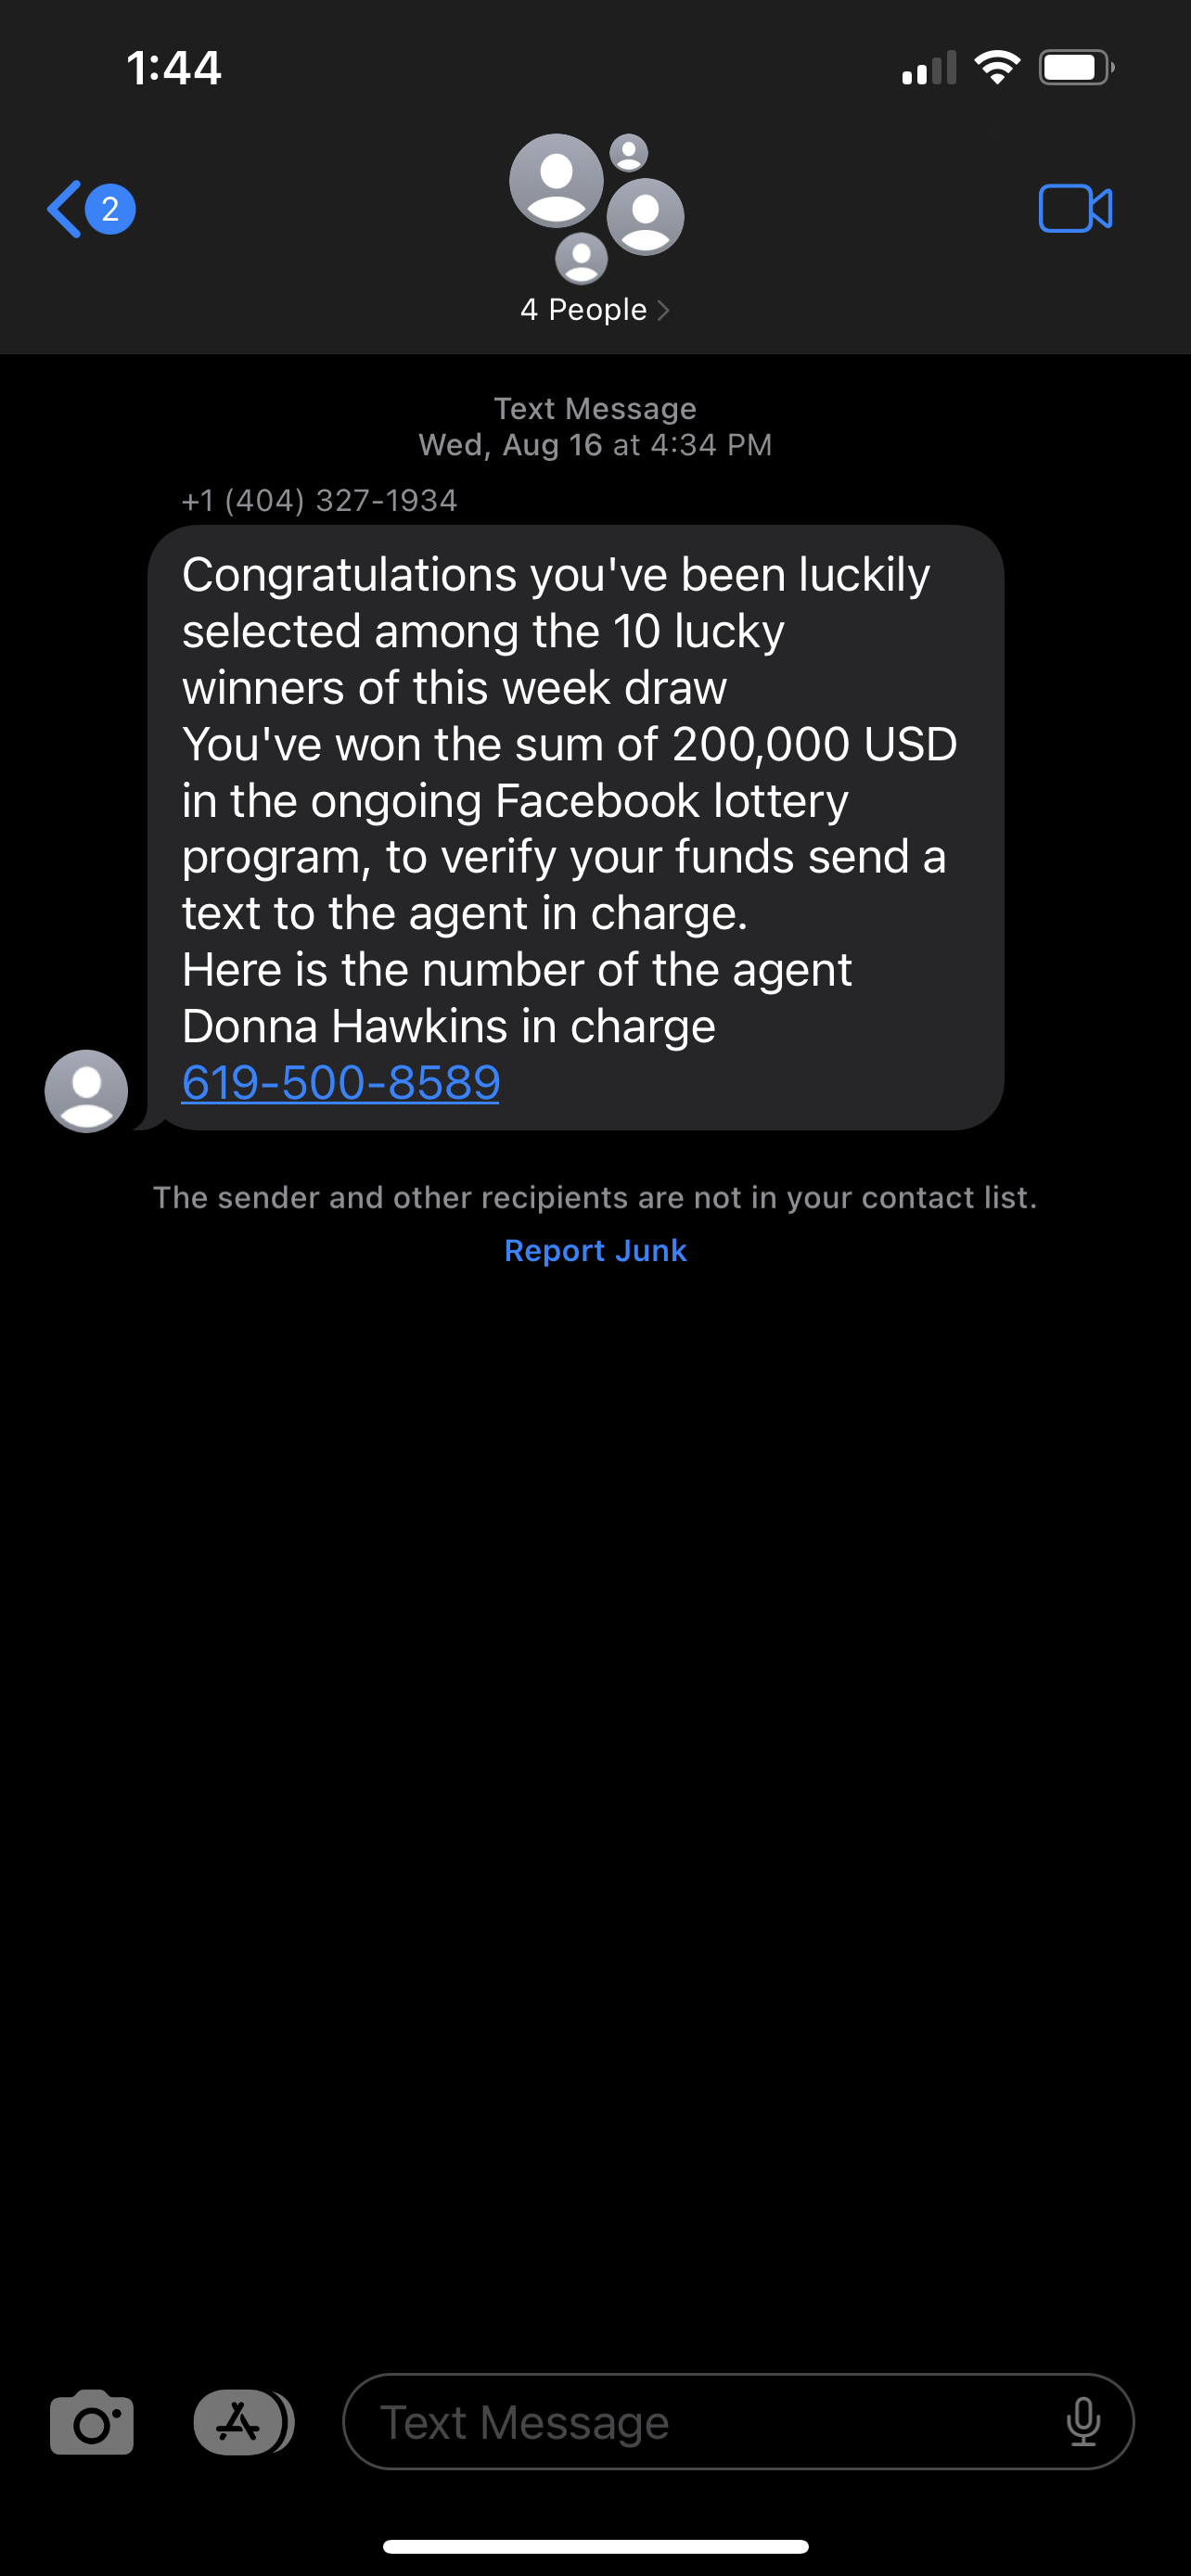 1:44
2
4 People
Text Message
Wed, Aug 16 at 4:34 PM
+1 (404) 327-1934
Congratulations you've been luckily
selected among the 10 lucky
winners of this week draw
You've won the sum of 200,000 USD
in the ongoing Facebook lottery
program, to verify your funds send a
text to the agent in charge.
Here is the number of the agent
Donna Hawkins in charge
619-500-8589
The sender and other recipients are not in your contact list.
Report Junk
Text Message